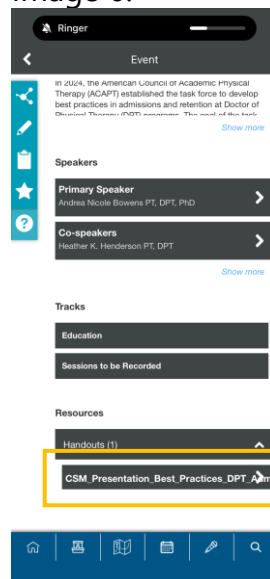 Image 6.
Ringer
Event
In 2024, the American Council of Academic Physical
Therapy (ACAPT) established the task force to develop
best practices in admissions and retention at Doctor of
Physical Therapy (DPT) programs. The goal of the task
Show more
Speakers
Primary Speaker
Andrea Nicole Bowens PT, DPT, PhD
Co-speakers
Heather K. Henderson PT, DPT
Show more
Tracks
Education
Sessions to be Recorded
Resources
Handouts (1)
CSM_Presentation_Best_Practices_DPT_Adm